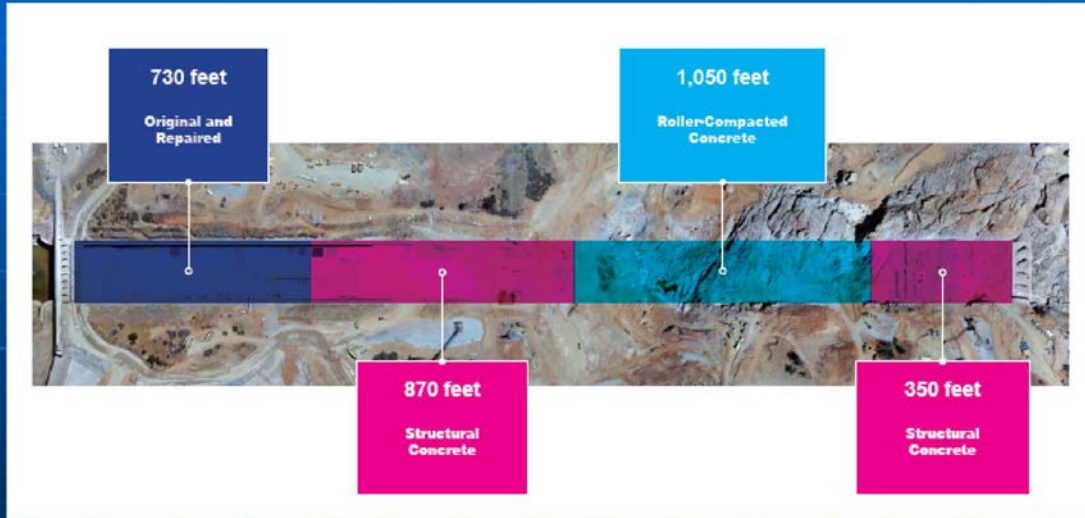 730 feet
Original and
Repaired
1,050 feet
Roller-Compacted
Concrete
870 feet
Structural
Concrete
350 feet
Structural
Concrete